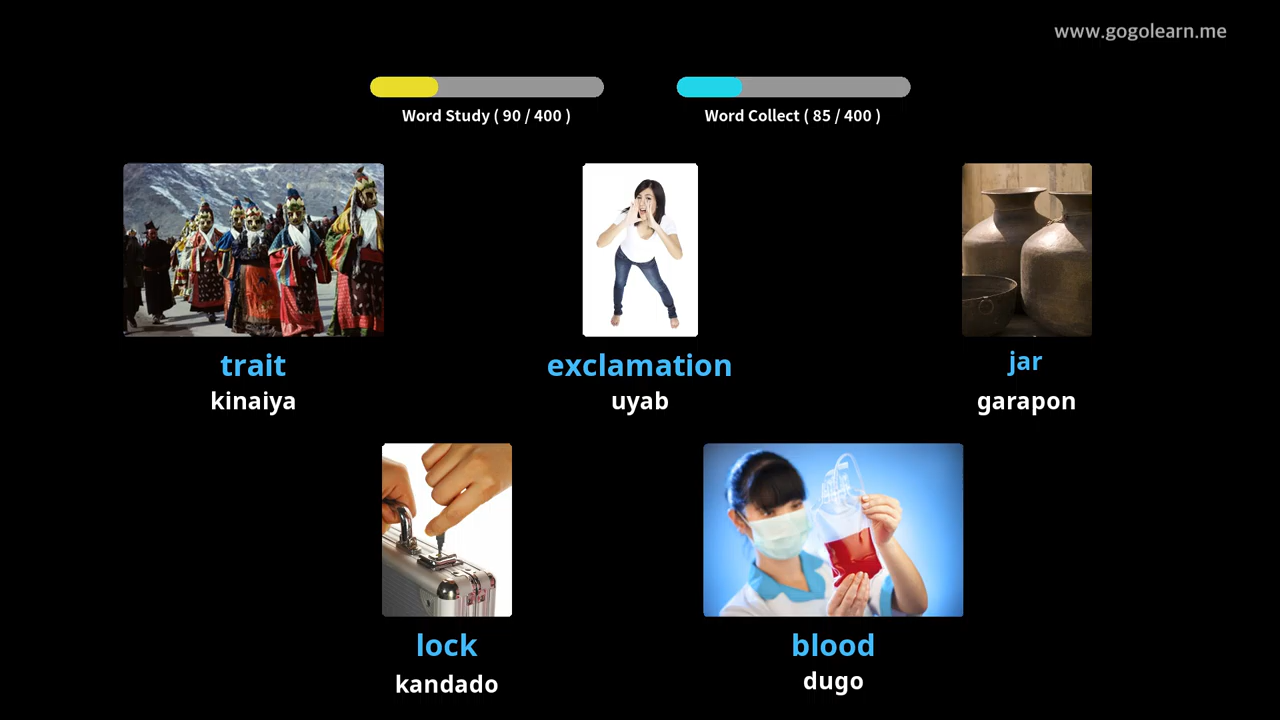 www.gogolearn.me
Word Study ( 90 / 400 )
Word Collect ( 85 / 400 )
trait
kinaiya
exclamation
uyab
jar
garapon
lock
kandado
blood
dugo